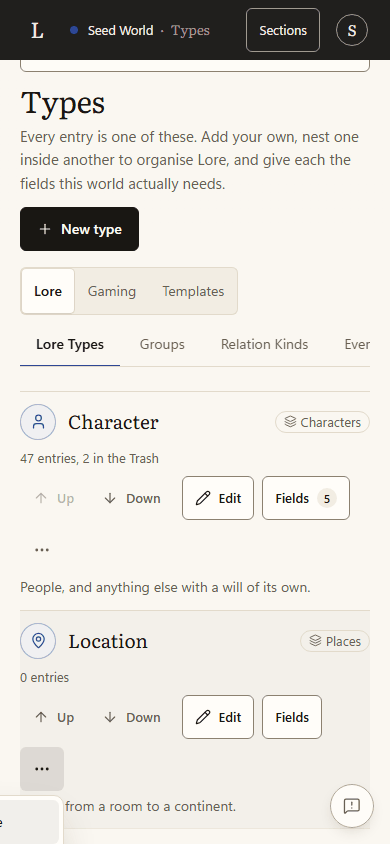 L
Seed World · Types
Sections
S
Types
Every entry is one of these. Add your own, nest one
inside another to organise Lore, and give each the
fields this world actually needs.
New type
Lore
Gaming
Templates
Lore Types
Groups
Relation Kinds
Ever
Character
Characters
47 entries, 2 in the Trash
Up
Down
Edit
Fields 5
...
People, and anything else with a will of its own.
Location
Places
0 entries
Up
Down
Edit
Fields
...
from a room to a continent.
e